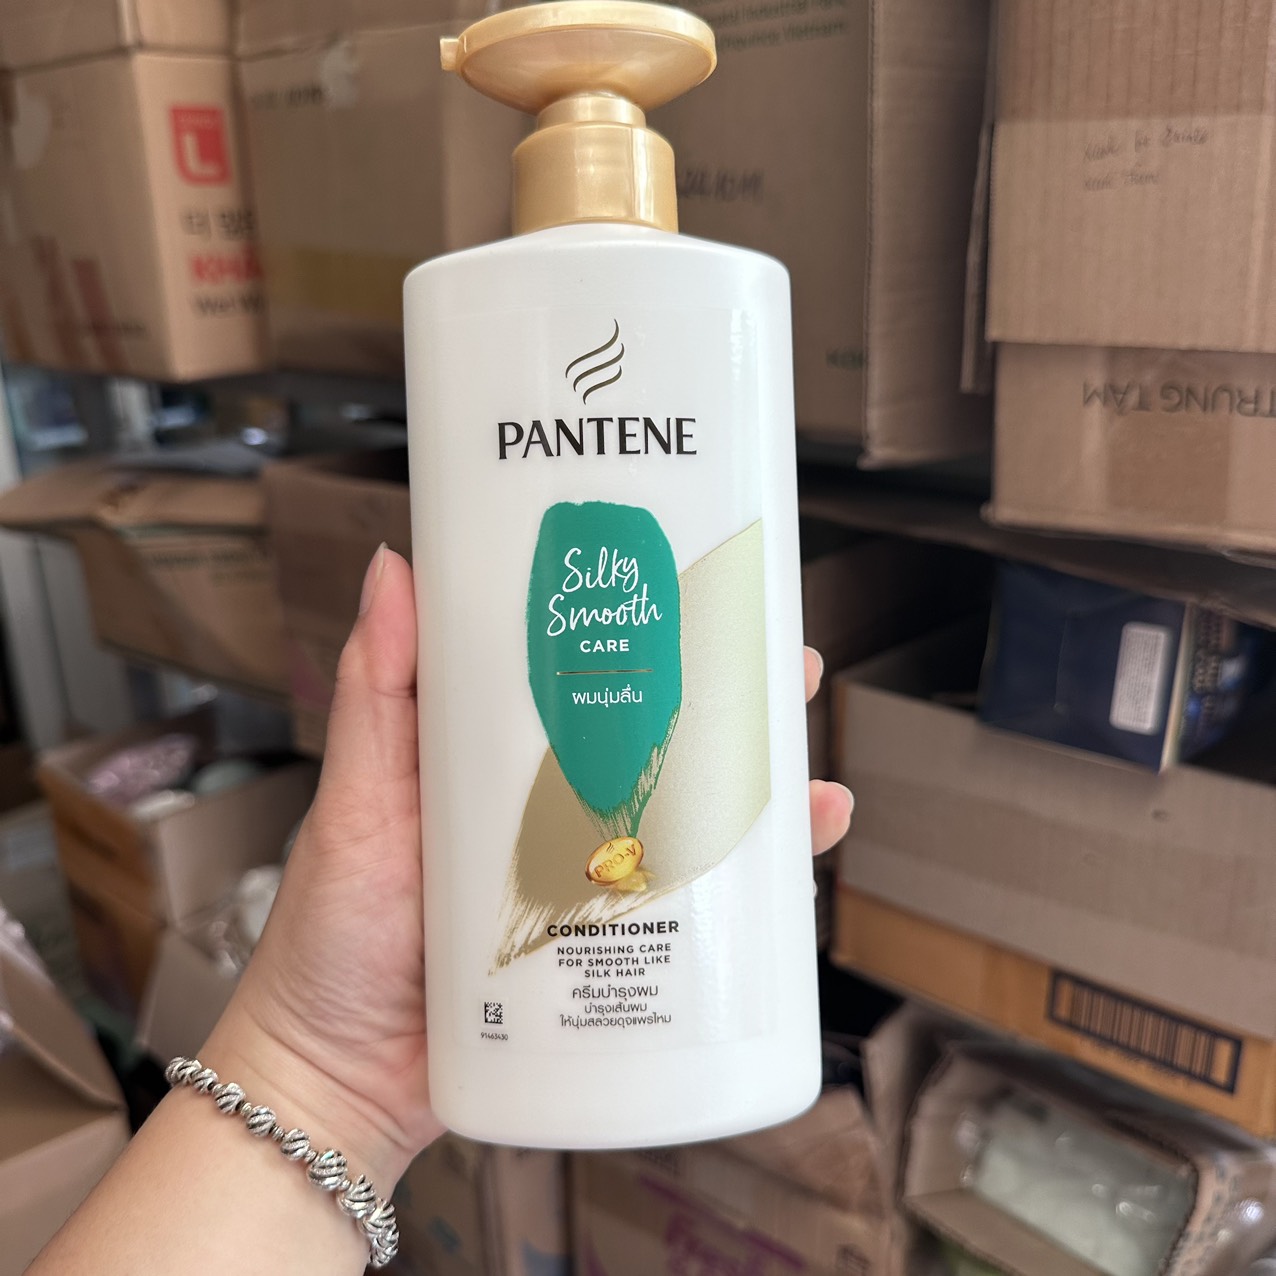 PANTENE
Silky
Smooth
CARE
ผมนุ่มลื่น
PRO-V
CONDITIONER
NOURISHING CARE
FOR SMOOTH LIKE
SILK HAIR
ครีมบำรุงผม
บำรุงเส้นผม
ให้นุ่มสลวยดุจแพรไหม
91463430
TRUNG TÂM